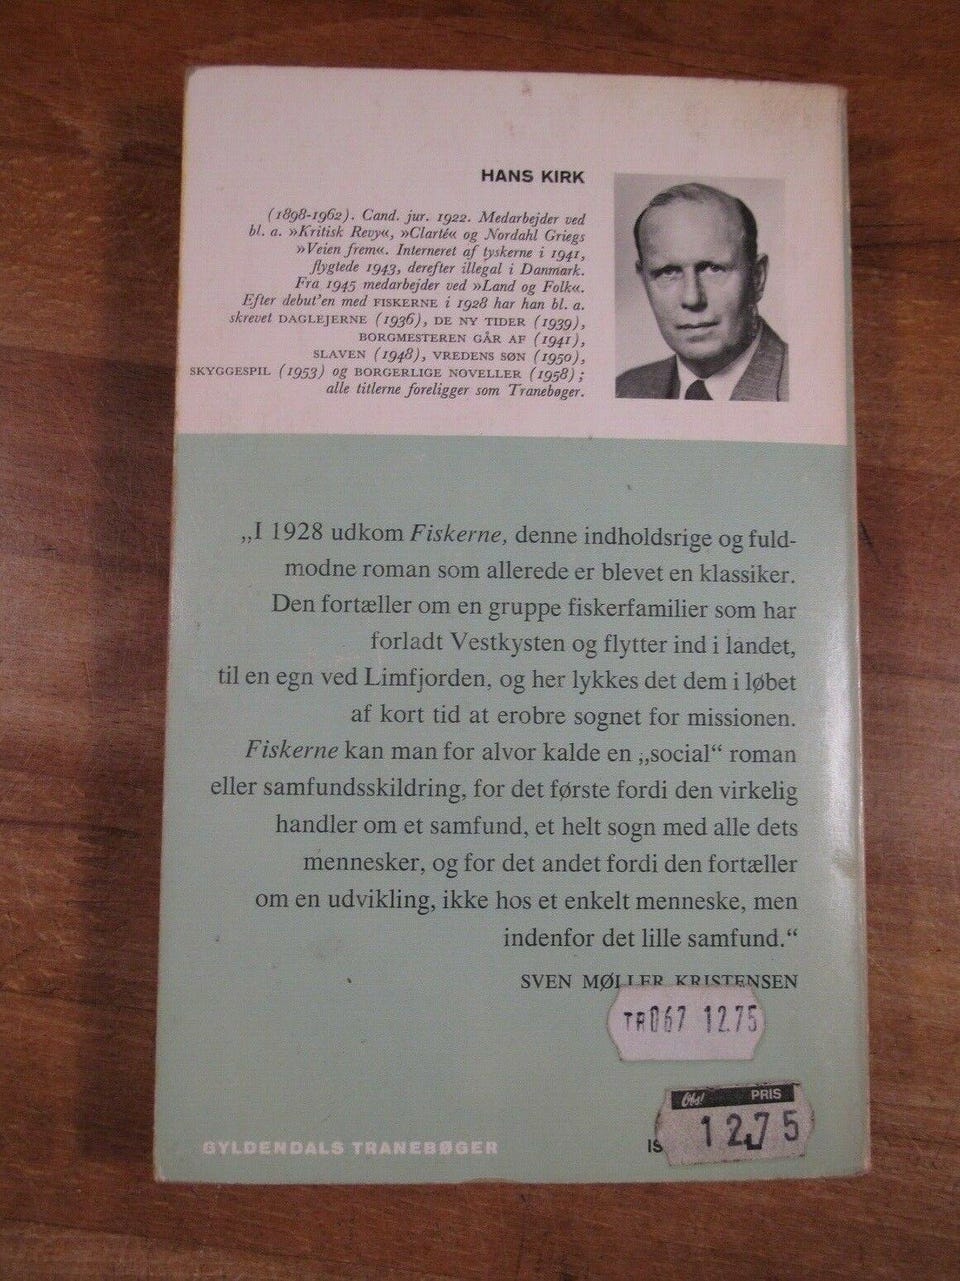 HANS KIRK
(1898-1962). Cand. jur. 1922. Medarbejder ved
bl. a. »Kritisk Revy«, »Clarté« og Nordahl Griegs
»Veien frem«. Interneret af tyskerne i 1941,
flygtede 1943, derefter illegal i Danmark.
Fra 1945 medarbejder ved »Land og Folk«.
Efter debut'en med FISKERNE i 1928 har han bl. a.
skrevet DAGLEJERNE (1936), DE NY TIDER (1939),
BORGMESTEREN GÅR AF (1941),
SLAVEN (1948), VREDENS SØN (1950),
SKYGGESPIL (1953) og BORGERLIGE NOVELLER (1958);
alle titlerne foreligger som Tranebøger.
„I 1928 udkom Fiskerne, denne indholdsrige og fuld-
modne roman som allerede er blevet en klassiker.
Den fortæller om en gruppe fiskerfamilier som har
forladt Vestkysten og flytter ind i landet,
til en egn ved Limfjorden, og her lykkes det dem i løbet
af kort tid at erobre sognet for missionen.
Fiskerne kan man for alvor kalde en „social“ roman
eller samfundsskildring, for det første fordi den virkelig
handler om et samfund, et helt sogn med alle dets
mennesker, og for det andet fordi den fortæller
om en udvikling, ikke hos et enkelt menneske, men
indenfor det lille samfund.“
SVEN MØLLER KRISTENSEN
TR067 12.75
Obs! PRIS
12.75
GYLDENDALS TRANEBØGER